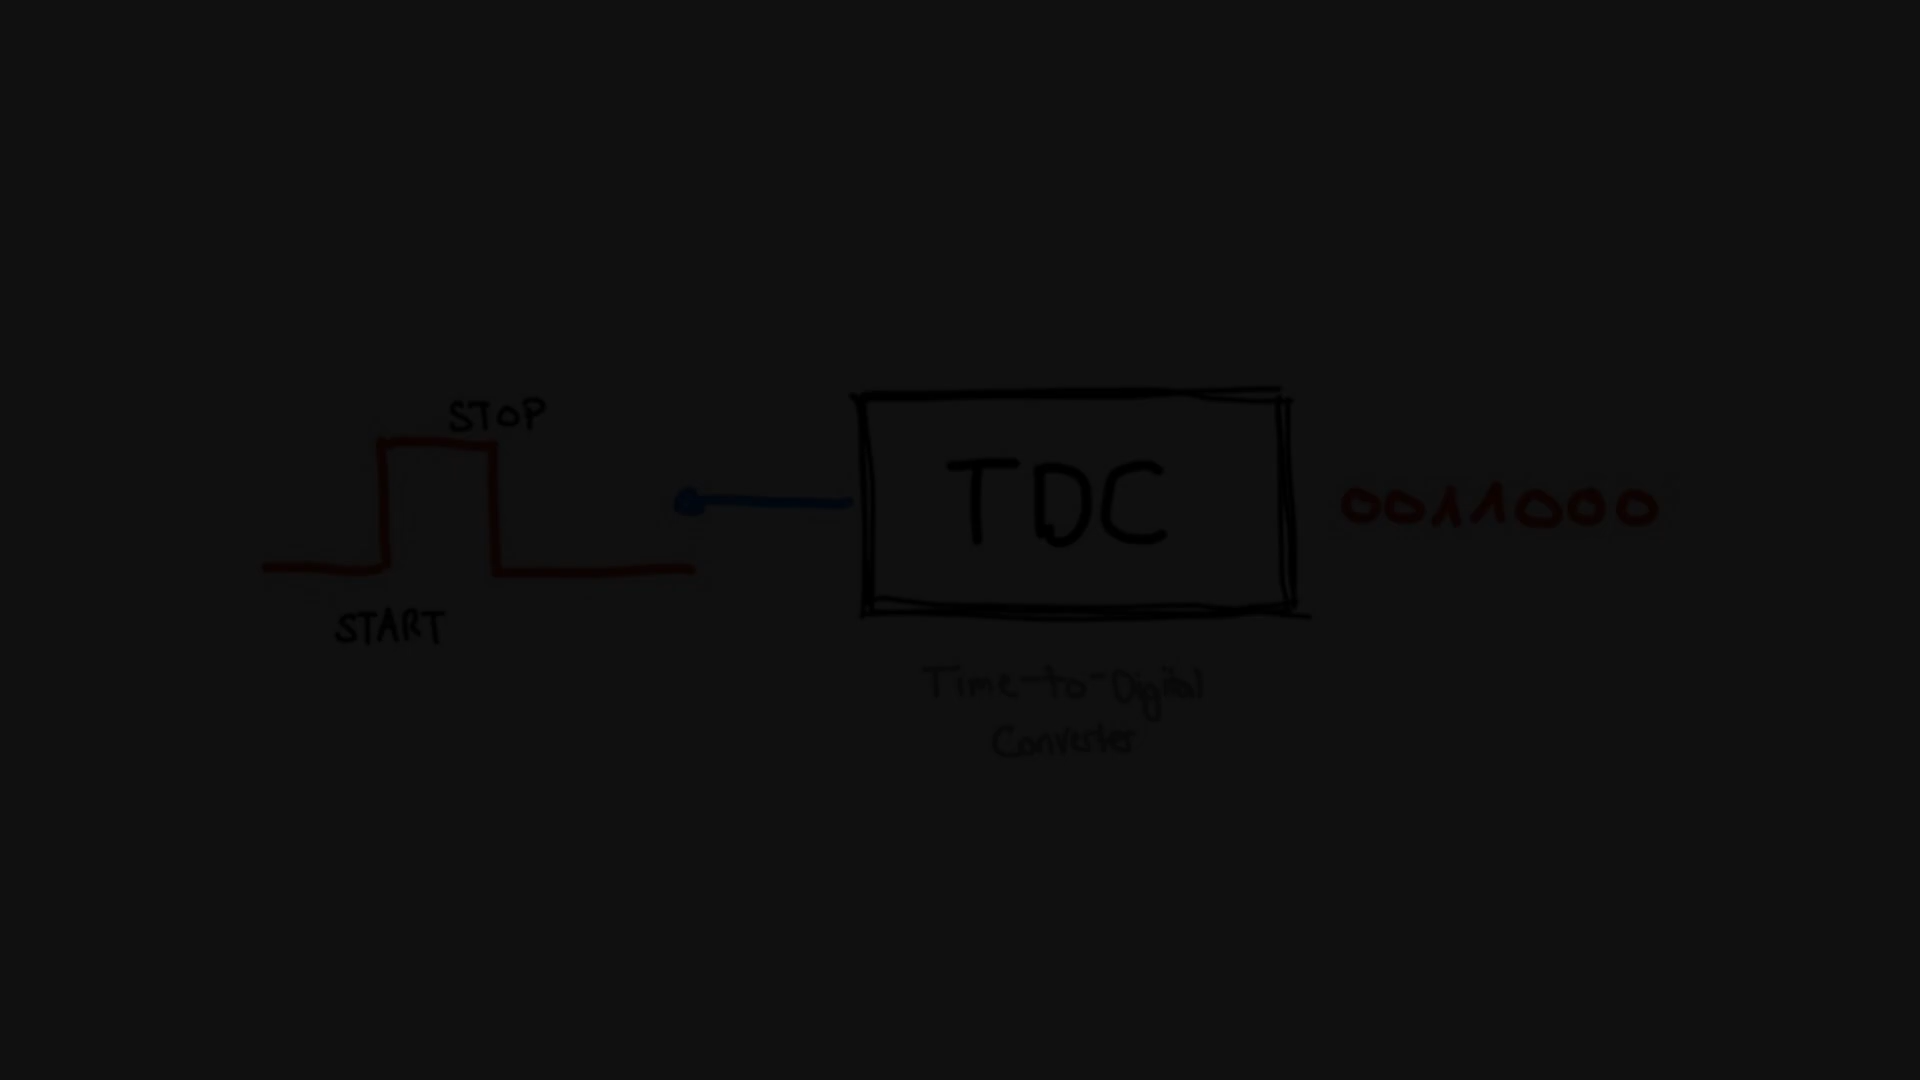 STOP
TDC
0011000
START
Time-to-Digital
Converter